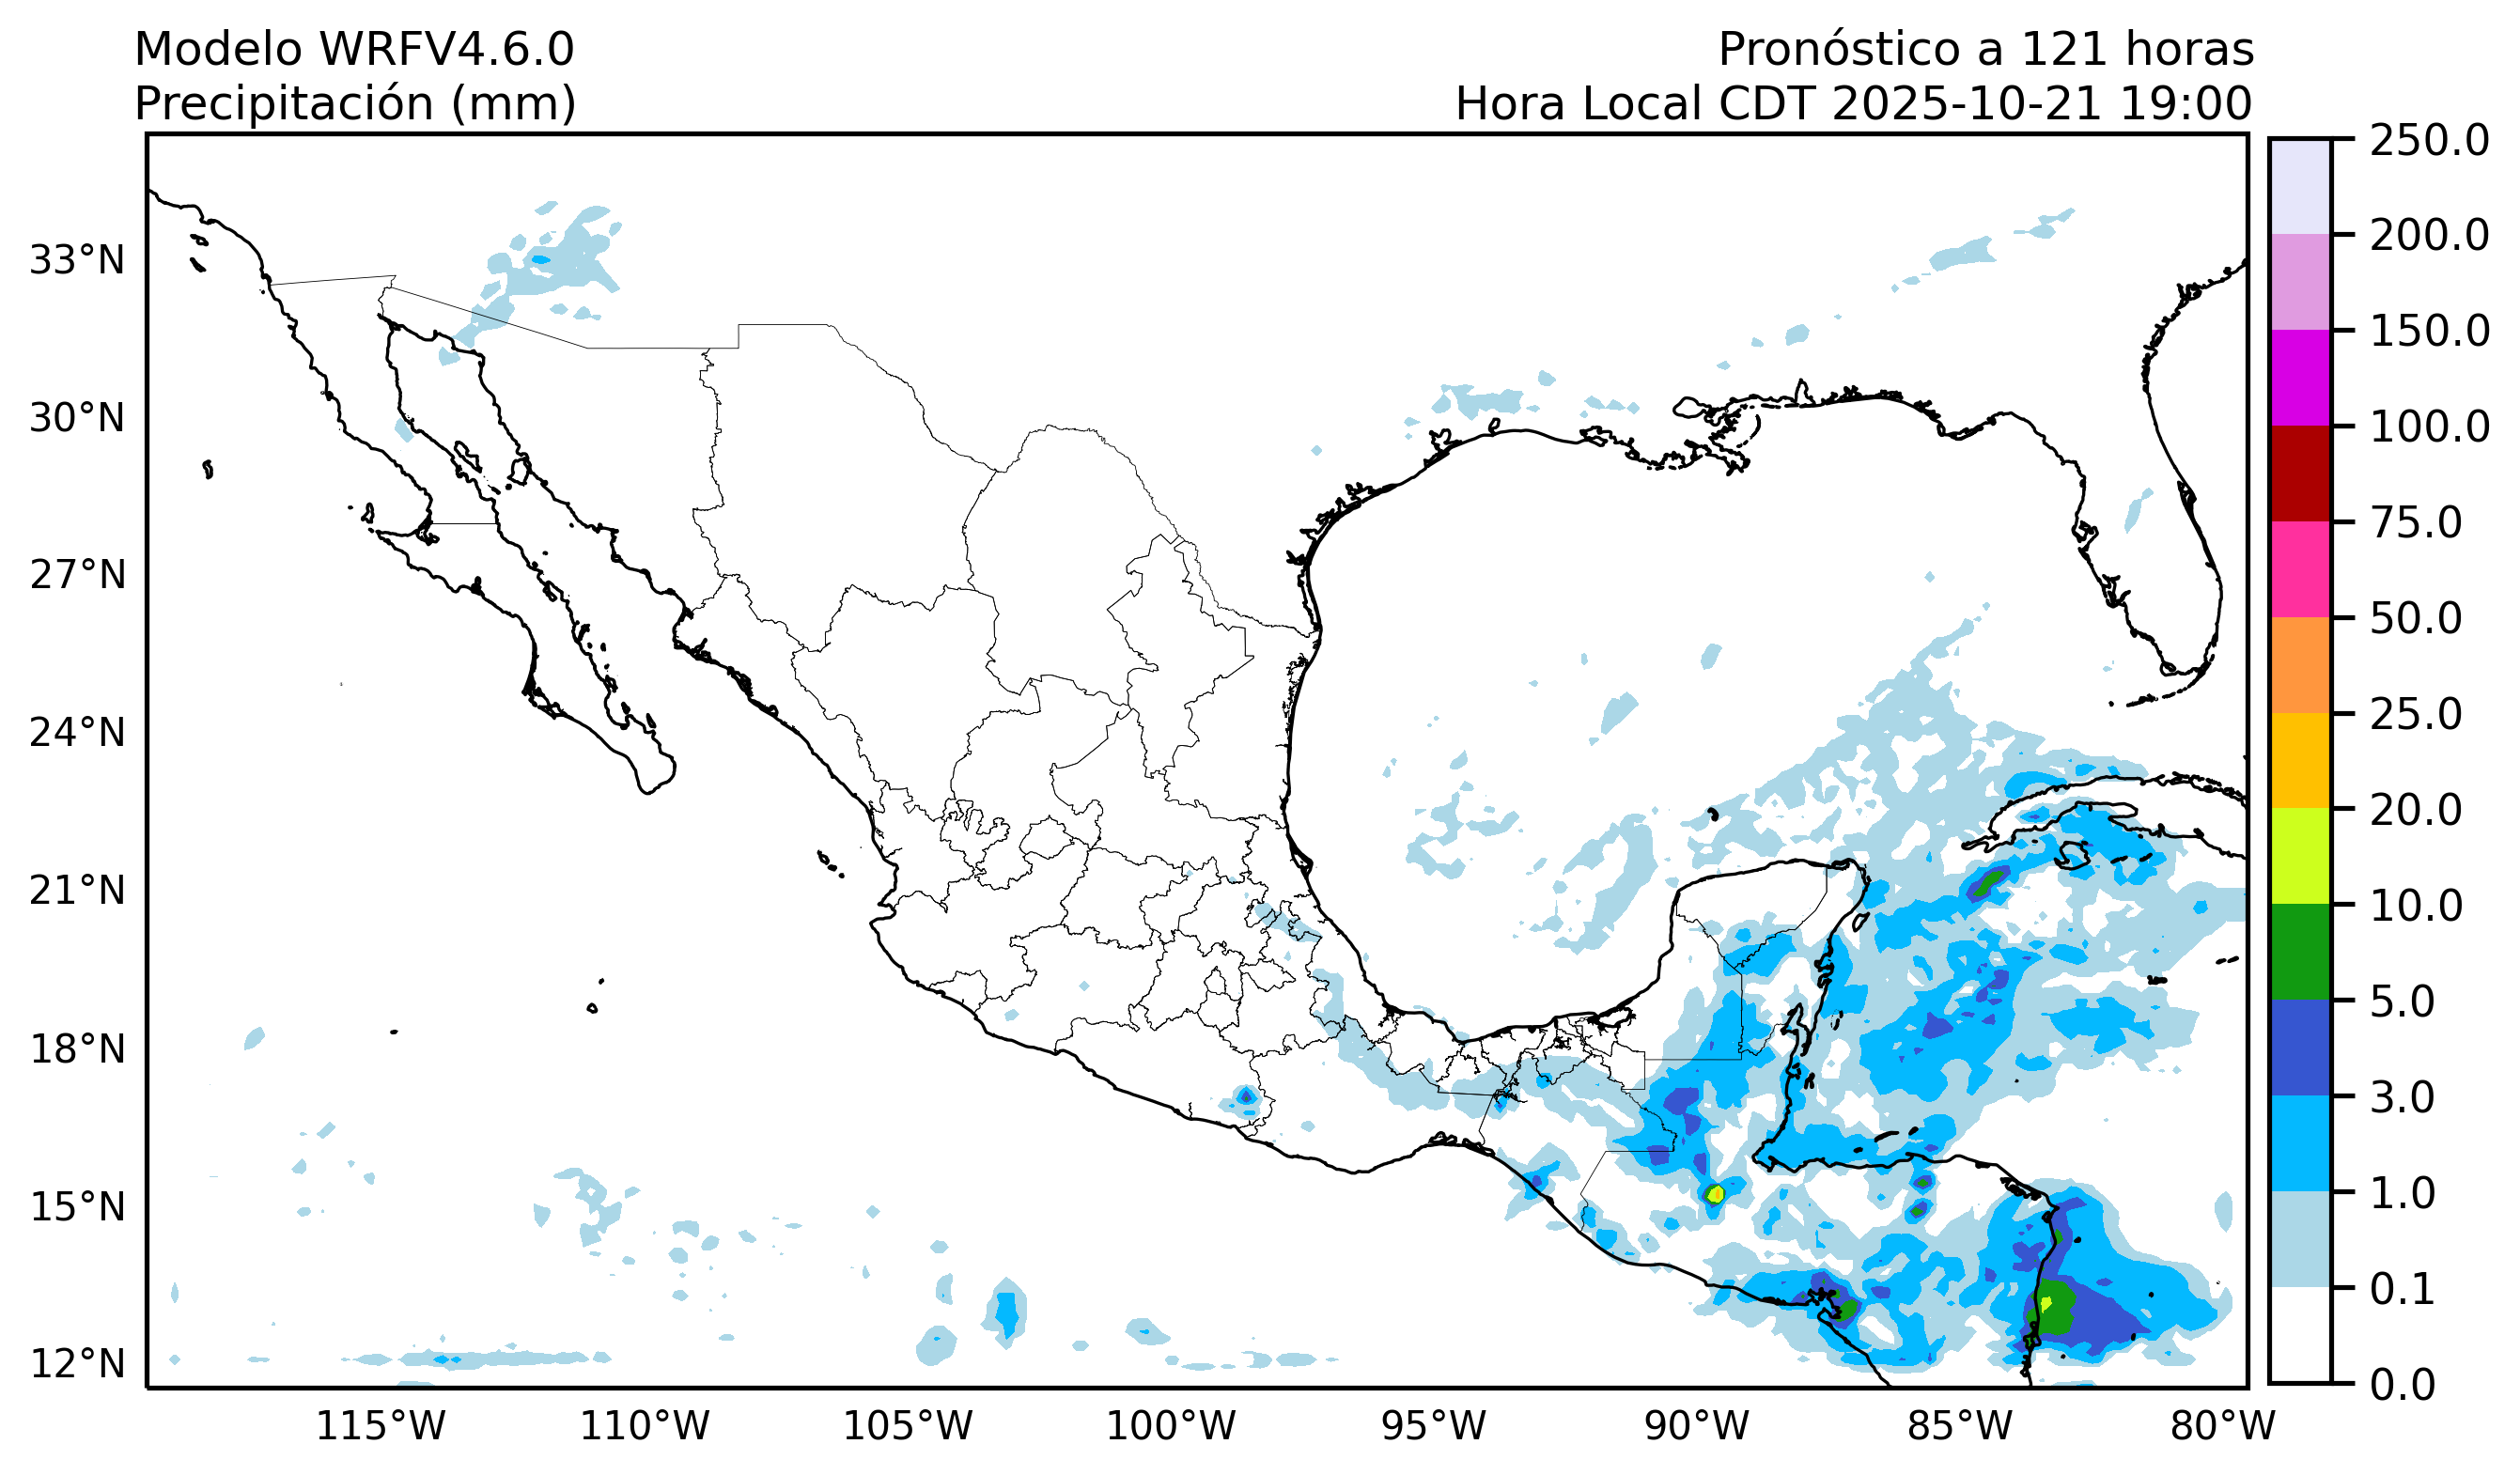 Modelo WRFV4.6.0
Precipitación (mm)
Pronóstico a 121 horas
Hora Local CDT 2025-10-21 19:00
33°N
30°N
27°N
24°N
21°N
18°N
15°N
12°N
115°W
110°W
105°W
100°W
95°W
90°W
85°W
80°W
250.0
200.0
150.0
100.0
75.0
50.0
25.0
20.0
10.0
5.0
3.0
1.0
0.1
0.0